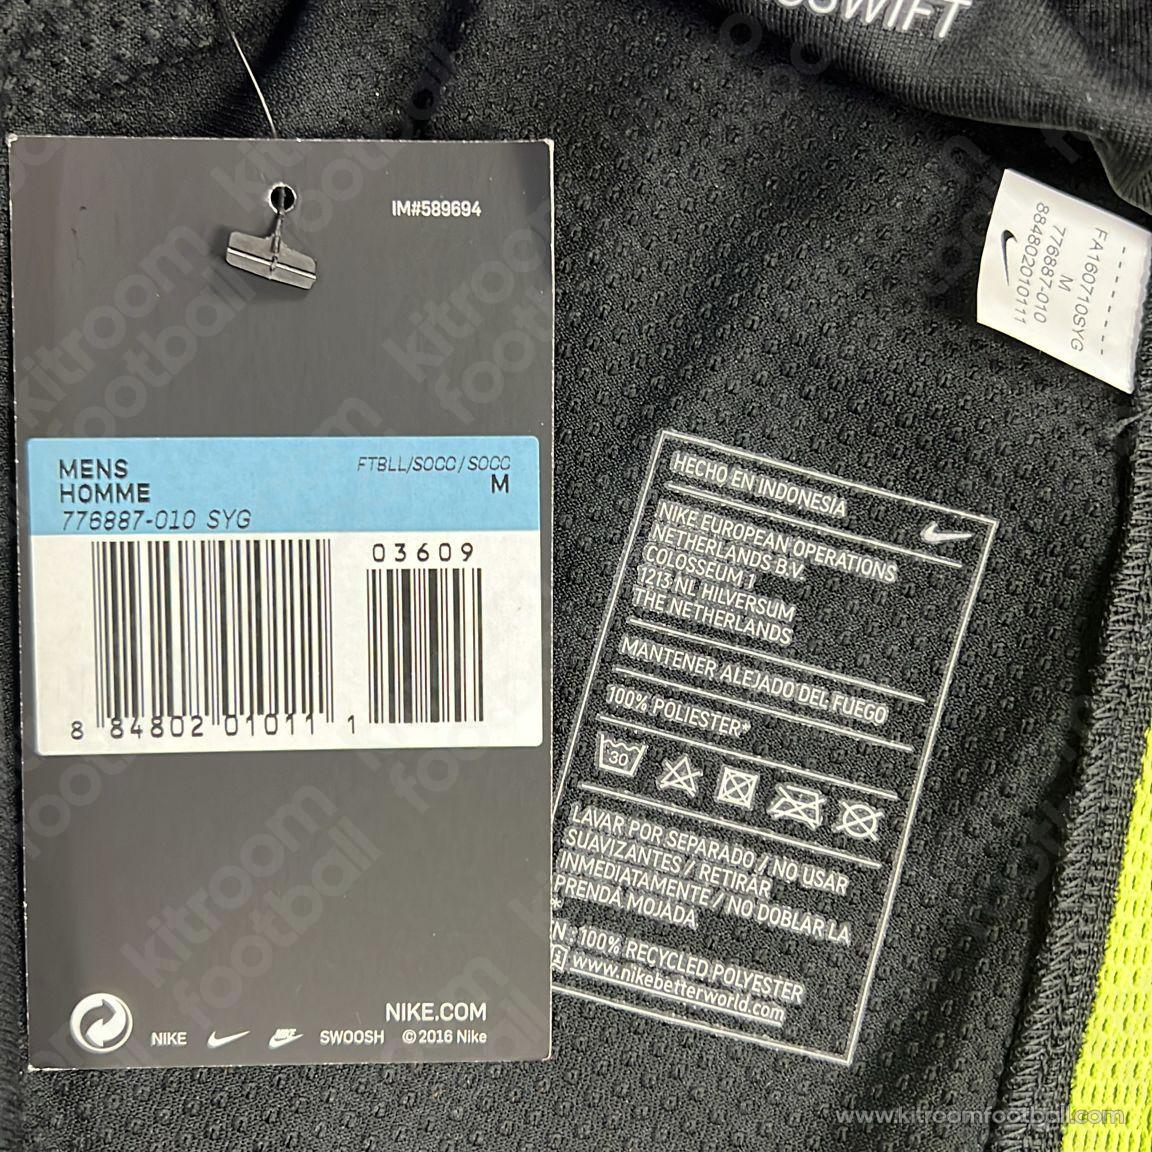 OSWIFT
IM#589694
MENS
HOMME
776887-010 SYG
FTBLL/SOCC/SOCC
M
03609
8 84802 01011 1
NIKE.COM
NIKE
SWOOSH ©2016 Nike
FA160710SYG
M
776887-010
884802010111
HECHO EN INDONESIA
NIKE EUROPEAN OPERATIONS
NETHERLANDS B.V.
COLOSSEUM 1
1213 NL HILVERSUM
THE NETHERLANDS
MANTENER ALEJADO DEL FUEGO
100% POLIESTER*
30
LAVAR POR SEPARADO / NO USAR
SUAVIZANTES / RETIRAR
INMEDIATAMENTE / NO DOBLAR LA
PRENDA MOJADA
*
N : 100% RECYCLED POLYESTER
www.nikebetterworld.com
kitroom
football
www.kitroomfootball.com